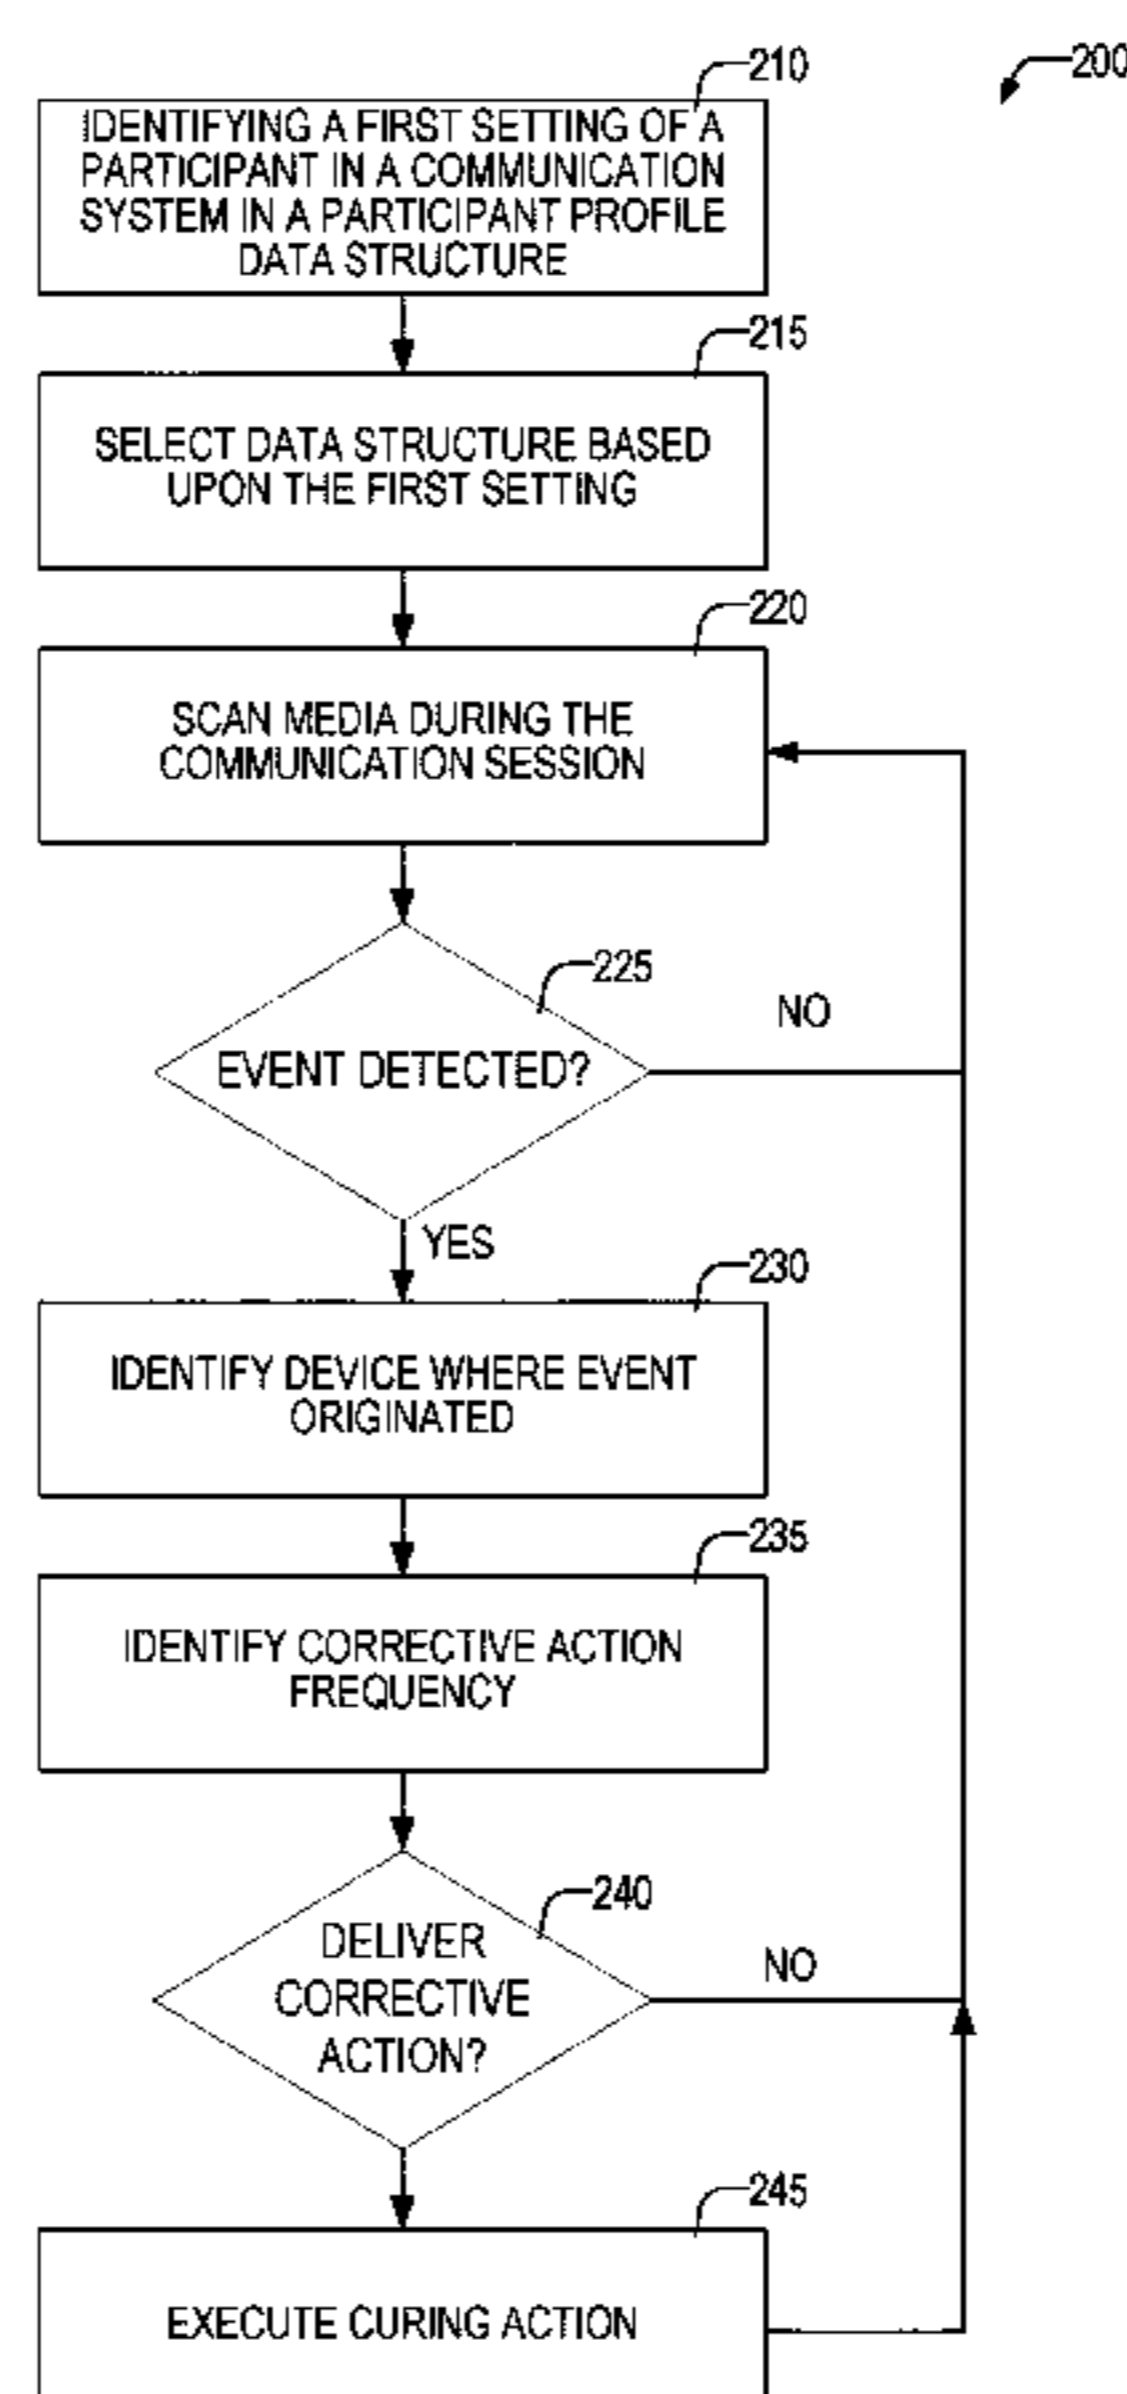 210
200
IDENTIFYING A FIRST SETTING OF A
PARTICIPANT IN A COMMUNICATION
SYSTEM IN A PARTICIPANT PROFILE
DATA STRUCTURE
215
SELECT DATA STRUCTURE BASED
UPON THE FIRST SETTING
220
SCAN MEDIA DURING THE
COMMUNICATION SESSION
225
NO
EVENT DETECTED?
YES
230
IDENTIFY DEVICE WHERE EVENT
ORIGINATED
235
IDENTIFY CORRECTIVE ACTION
FREQUENCY
240
DELIVER
CORRECTIVE
ACTION?
NO
245
EXECUTE CURING ACTION